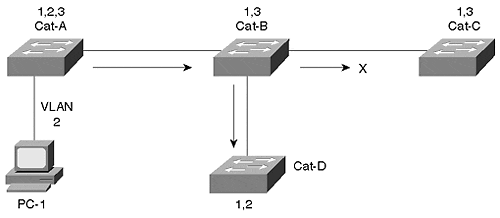 1,2,3
Cat-A
1,3
Cat-B
1,3
Cat-C
X
VLAN
2
Cat-D
PC-1
1,2